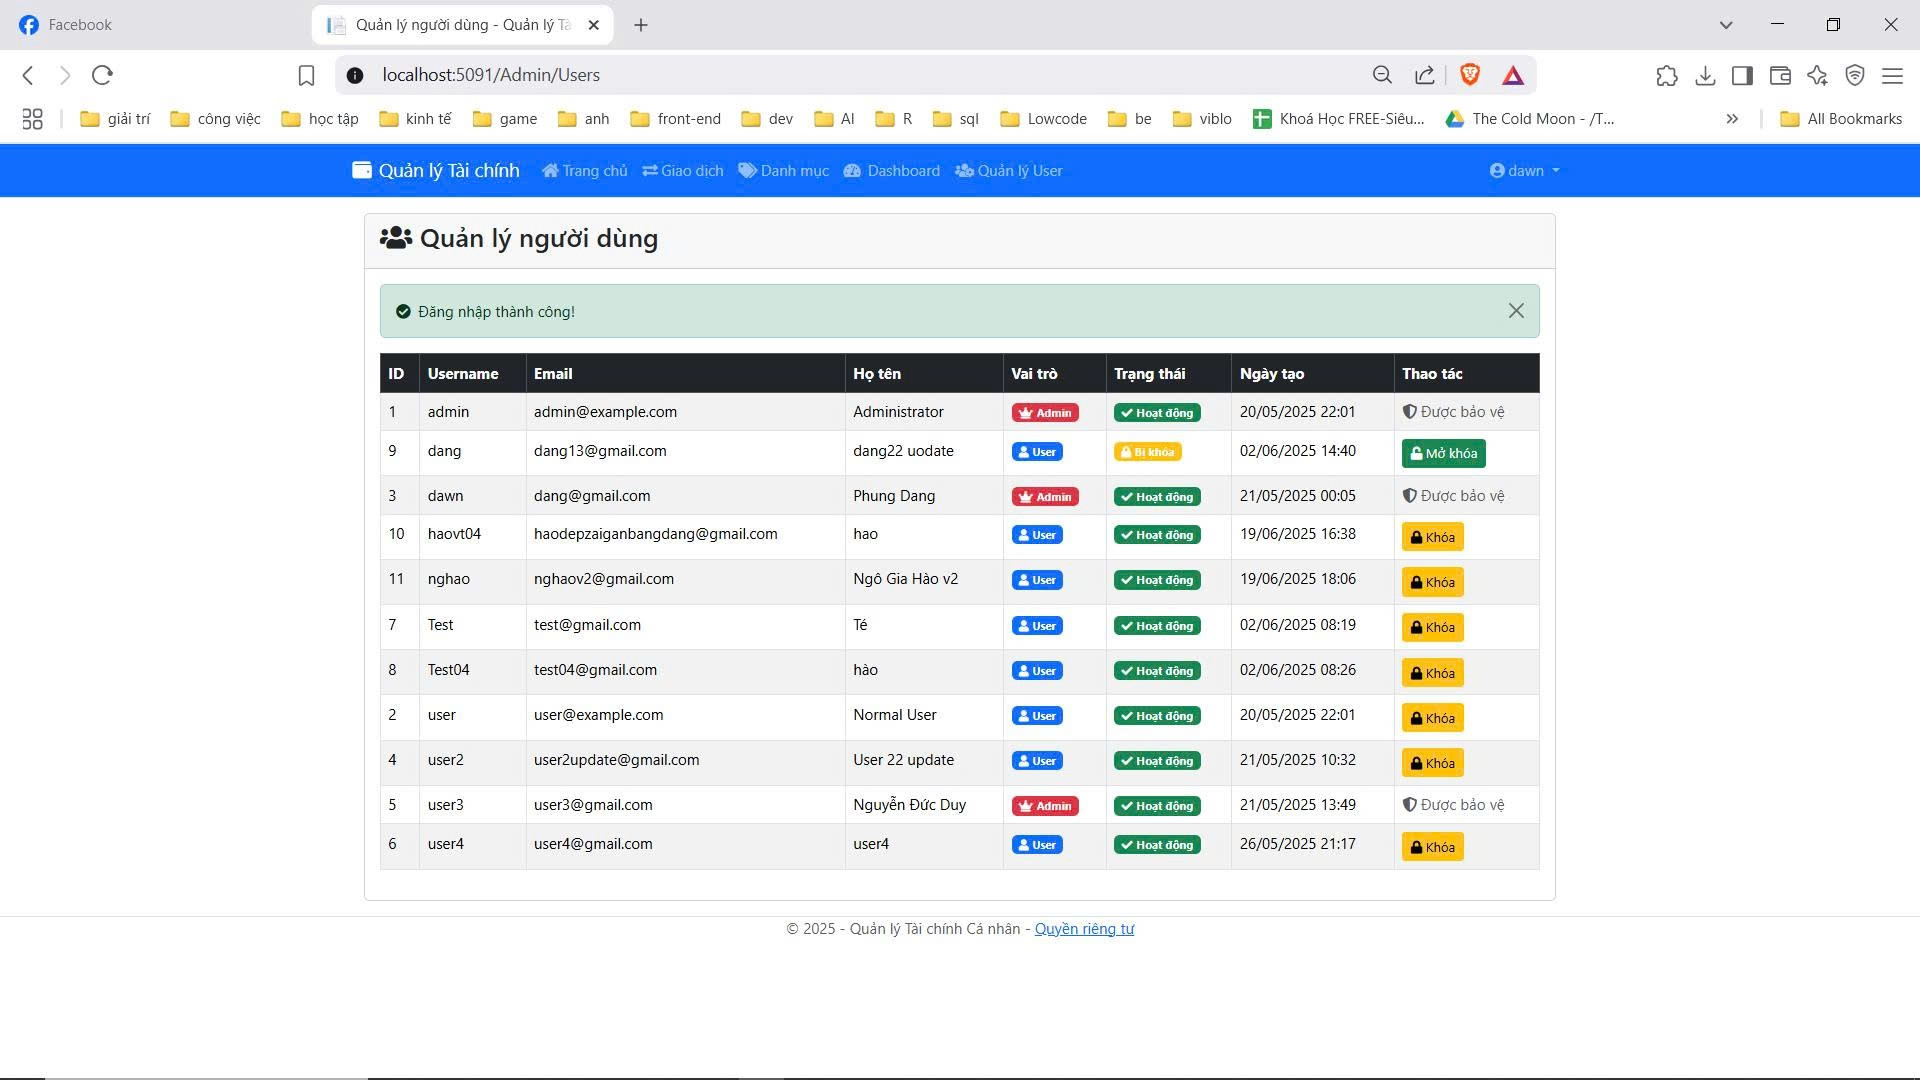 Facebook
Quản lý người dùng - Quản lý Tà
localhost:5091/Admin/Users
giải trí công việc học tập kinh tế game anh front-end dev AI R sql Lowcode be viblo Khoá Học FREE-Siêu... The Cold Moon - /T... » All Bookmarks
Quản lý Tài chính Trang chủ Giao dịch Danh mục Dashboard Quản lý User dawn
Quản lý người dùng
Đăng nhập thành công!
ID Username Email Họ tên Vai trò Trạng thái Ngày tạo Thao tác
1 admin admin@example.com Administrator Admin Hoạt động 20/05/2025 22:01 Được bảo vệ
9 dang dang13@gmail.com dang22 uodate User Bị khóa 02/06/2025 14:40 Mở khóa
3 dawn dang@gmail.com Phung Dang Admin Hoạt động 21/05/2025 00:05 Được bảo vệ
10 haovt04 haodepzaiganbangdang@gmail.com hao User Hoạt động 19/06/2025 16:38 Khóa
11 nghao nghaov2@gmail.com Ngô Gia Hào v2 User Hoạt động 19/06/2025 18:06 Khóa
7 Test test@gmail.com Té User Hoạt động 02/06/2025 08:19 Khóa
8 Test04 test04@gmail.com hào User Hoạt động 02/06/2025 08:26 Khóa
2 user user@example.com Normal User User Hoạt động 20/05/2025 22:01 Khóa
4 user2 user2update@gmail.com User 22 update User Hoạt động 21/05/2025 10:32 Khóa
5 user3 user3@gmail.com Nguyễn Đức Duy Admin Hoạt động 21/05/2025 13:49 Được bảo vệ
6 user4 user4@gmail.com user4 User Hoạt động 26/05/2025 21:17 Khóa
© 2025 - Quản lý Tài chính Cá nhân - Quyền riêng tư